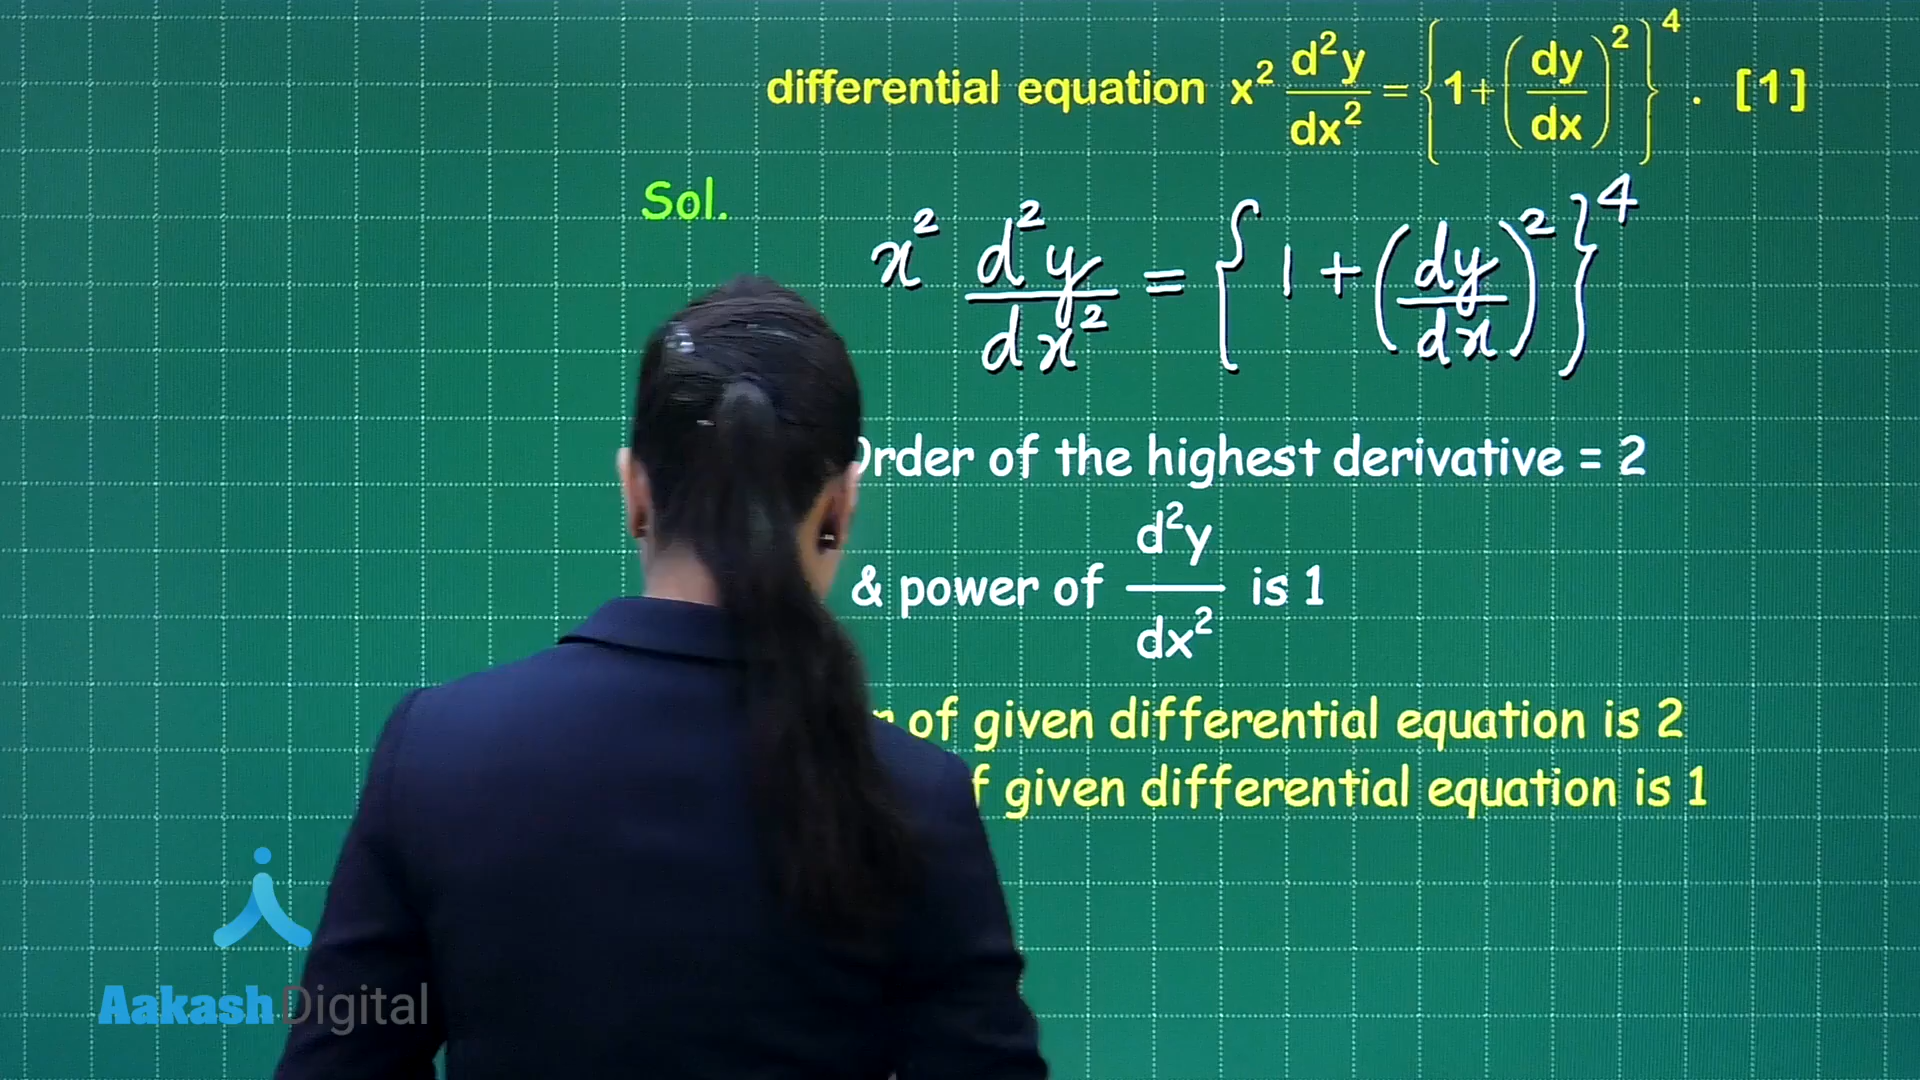 differential equation x² d²y/dx² = {1+(dy/dx)²}⁴ . [1]
Sol.
x² d²y/dx² = {1+(dy/dx)²}⁴
Order of the highest derivative = 2
& power of d²y/dx² is 1
of given differential equation is 2
given differential equation is 1
Aakash Digital